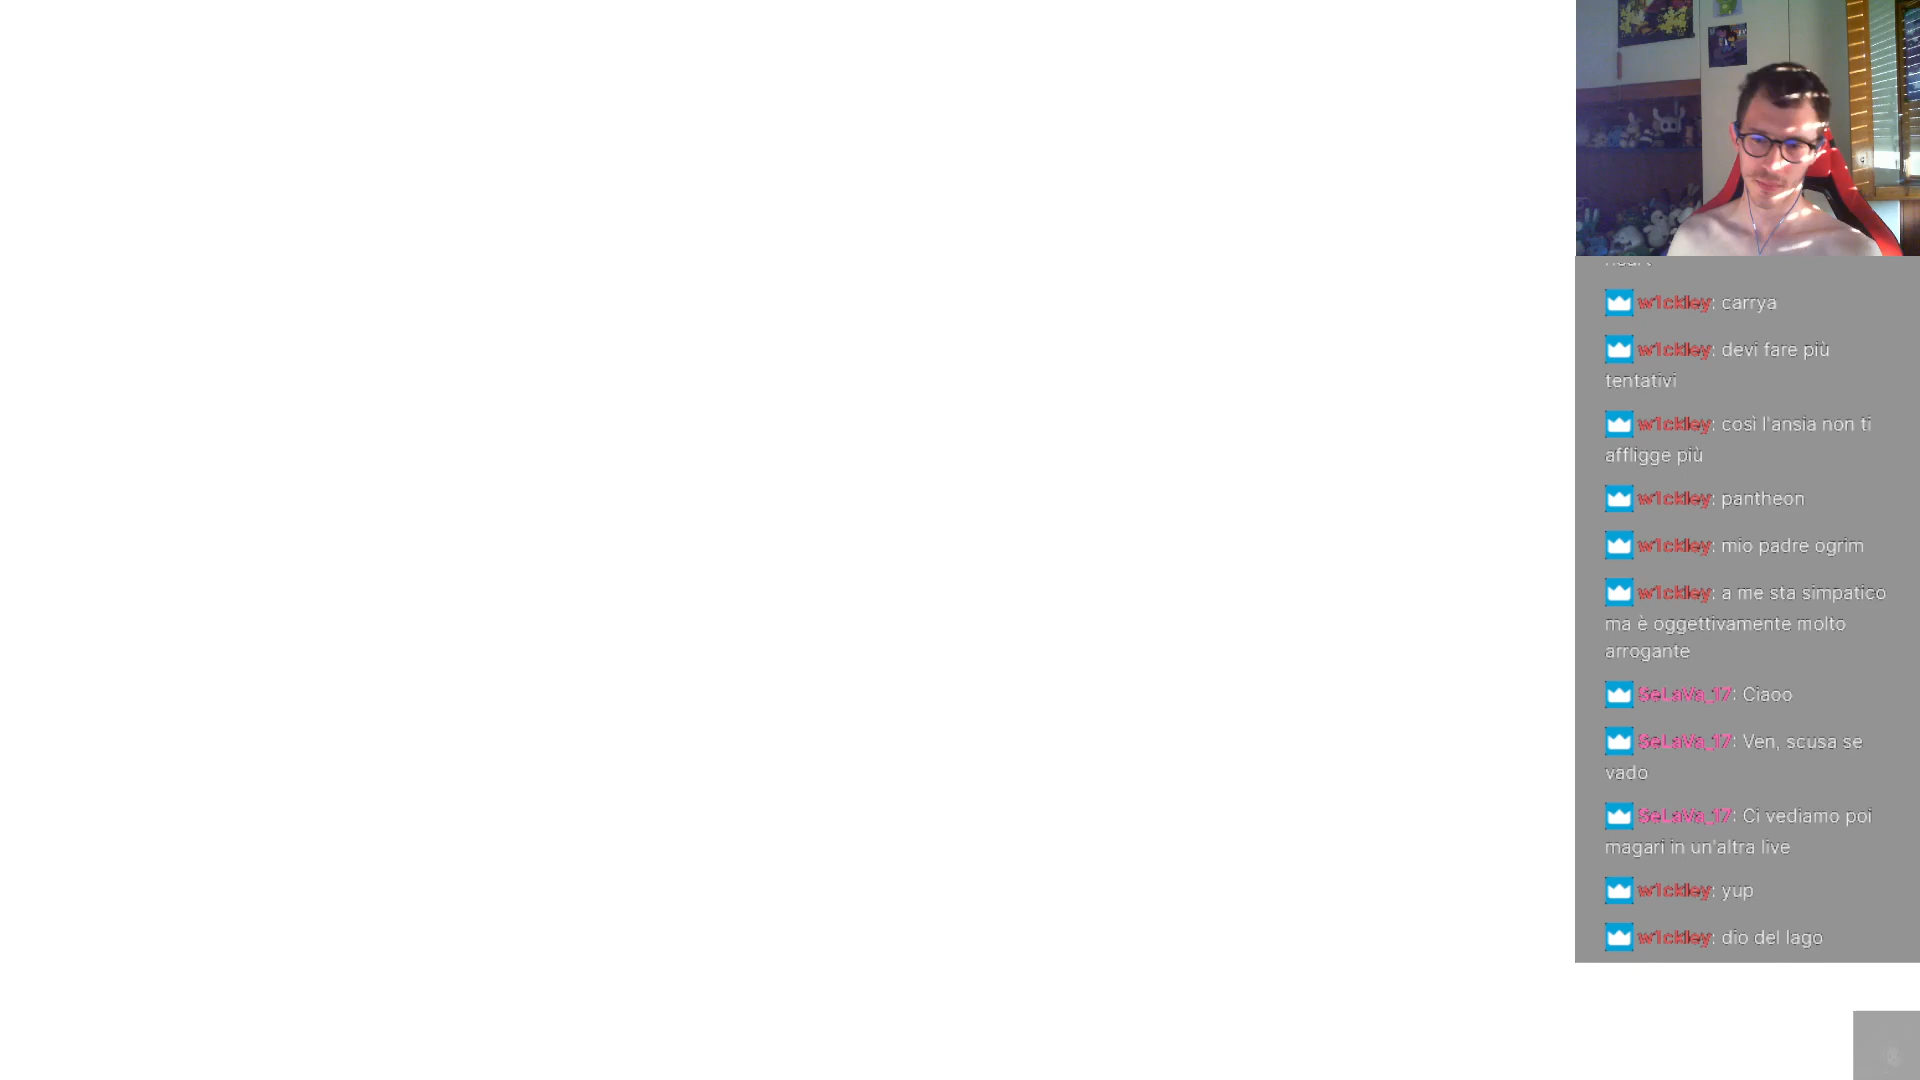 w1ckley: carrya
w1ckley: devi fare più
tentativi
w1ckley: così l'ansia non ti
affligge più
w1ckley: pantheon
w1ckley: mio padre ogrim
w1ckley: a me sta simpatico
ma è oggettivamente molto
arrogante
SeLaVa_17: Ciaoo
SeLaVa_17: Ven, scusa se
vado
SeLaVa_17: Ci vediamo poi
magari in un'altra live
w1ckley: yup
w1ckley: dio del lago